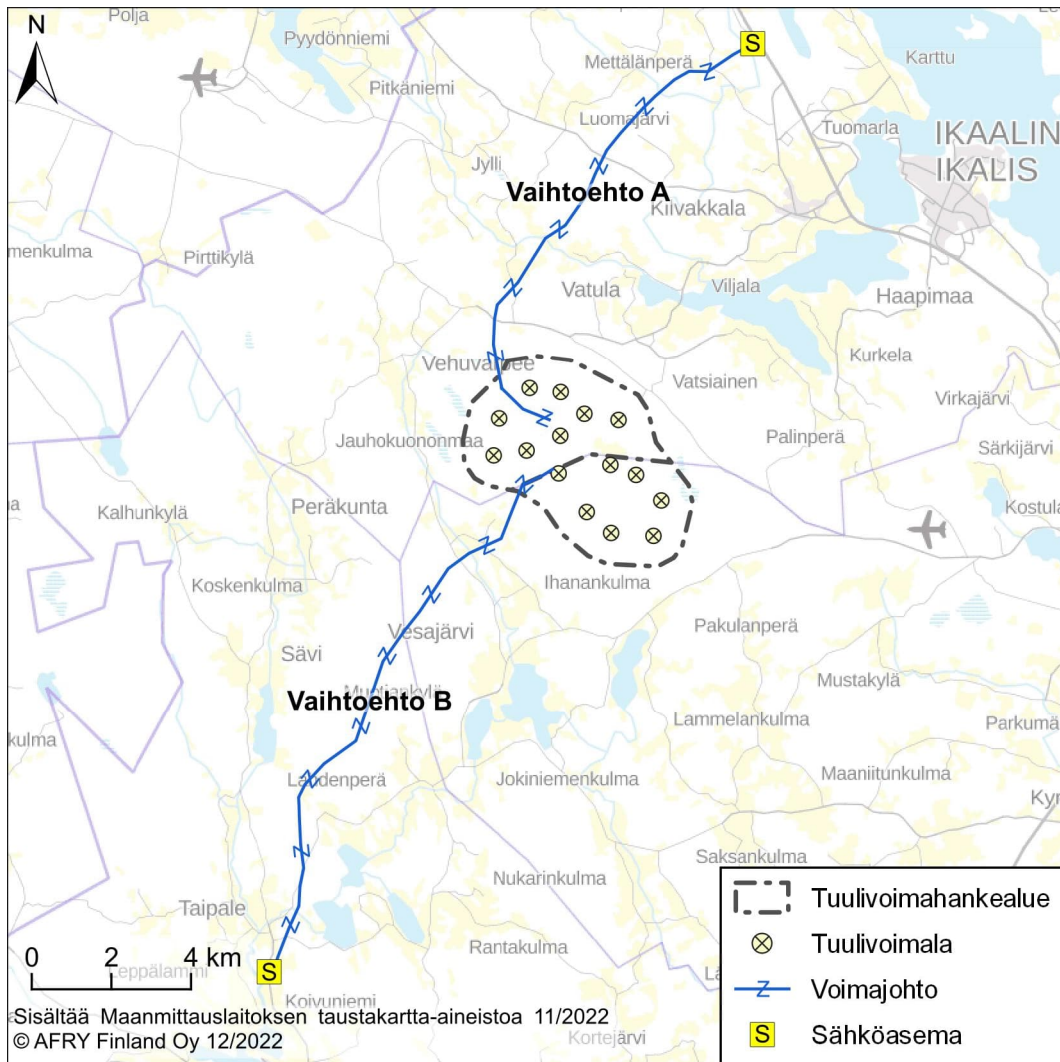 Polja
Pyydönniemi
N
Pitkäniemi
Mettälänperä
S
Karttu
Luomajärvi
Tuomarla
IKAALIN
IKALIS
Jylli
Vaihtoehto A
Kiivakkala
menkulma
Pirttikylä
Vatula
Viljala
Haapimaa
Kurkela
Vatsiainen
Virkajärvi
Jauhokuononmaa
Palinperä
Särkijärvi
Kalhunkylä
Peräkunta
Kostula
Koskenkulma
Ihanankulma
Vesajärvi
Pakulanperä
Sävi
Mustakylä
Vaihtoehto B
Lammelankulma
Parkumä
kulma
Maaniitunkulma
Jokiniemenkulma
Kyr
Saksankulma
Nukarinkulma
Taipale
Rantakulma
Leppälammi
S
Koivuniemi
Kortejärvi
0 2 4 km
Sisältää Maanmittauslaitoksen taustakartta-aineistoa 11/2022
© AFRY Finland Oy 12/2022
Tuulivoimahankealue
Tuulivoimala
Voimajohto
S Sähköasema